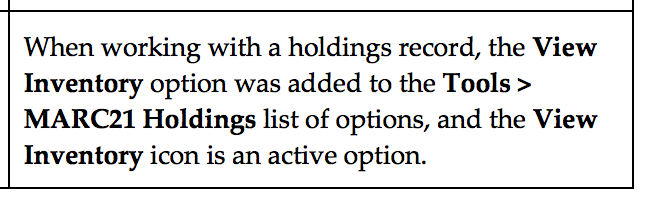 When working with a holdings record, the View
Inventory option was added to the Tools >
MARC21 Holdings list of options, and the View
Inventory icon is an active option.